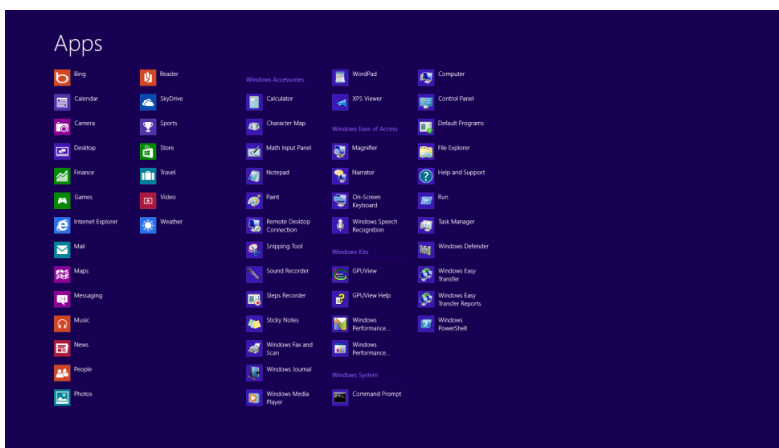 Apps
Bing
Calendar
Camera
Desktop
Finance
Games
Internet Explorer
Mail
Maps
Messaging
Music
News
People
Photos
Reader
SkyDrive
Sports
Store
Travel
Video
Weather
Windows Accessories
Calculator
Character Map
Math Input Panel
Notepad
Paint
Remote Desktop
Connection
Snipping Tool
Sound Recorder
Steps Recorder
Sticky Notes
Windows Fax and
Scan
Windows Journal
Windows Media
Player
WordPad
XPS Viewer
Windows Ease of Access
Magnifier
Narrator
On-Screen
Keyboard
Windows Speech
Recognition
Windows Kits
GPUView
GPUView Help
Windows
Performance...
Windows
Performance...
Windows System
Command Prompt
Computer
Control Panel
Default Programs
File Explorer
Help and Support
Run
Task Manager
Windows Defender
Windows Easy
Transfer
Windows Easy
Transfer Reports
Windows
PowerShell